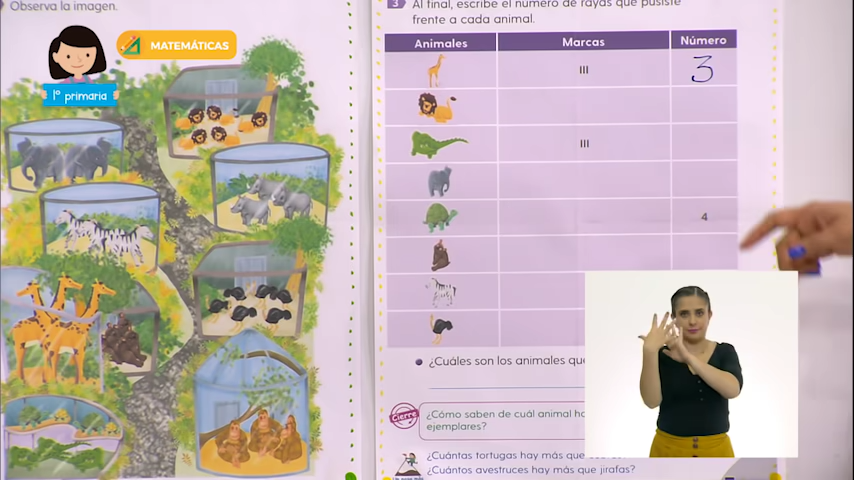 Observa la imagen.
MATEMÁTICAS
1° primaria
3 Al final, escribe el número de rayas que pusiste
frente a cada animal.
Animales Marcas Número
III 3
III
4
¿Cuáles son los animales que
Cierre
¿Cómo saben de cuál animal
ejemplares?
¿Cuántas tortugas hay más que
¿Cuántos avestruces hay más que jirafas?